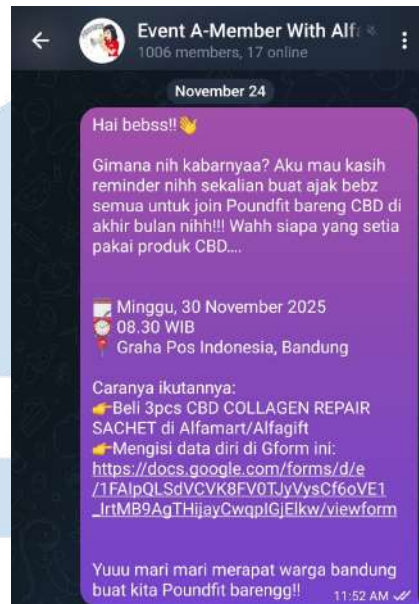 Event A-Member With Alf
1006 members, 17 online
November 24
Hai bebss!!👋
Gimana nih kabarnyaa? Aku mau kasih
reminder nihh sekalian buat ajak bebz
semua untuk join Poundfit bareng CBD di
akhir bulan nihh!!! Wahh siapa yang setia
pakai produk CBD....
📅 Minggu, 30 November 2025
⏰ 08.30 WIB
📍 Graha Pos Indonesia, Bandung
Caranya ikutannya:
👉Beli 3pcs CBD COLLAGEN REPAIR
SACHET di Alfamart/Alfagift
👉Mengisi data diri di Gform ini:
https://docs.google.com/forms/d/e
/1FAIpQLSdVCVK8FV0TJyVysCf6oVE1
_IrtMB9AgTHijayCwqpIGjElkw/viewform
Yuuu mari mari merapat warga bandung
buat kita Poundfit barengg!!
11:52 AM